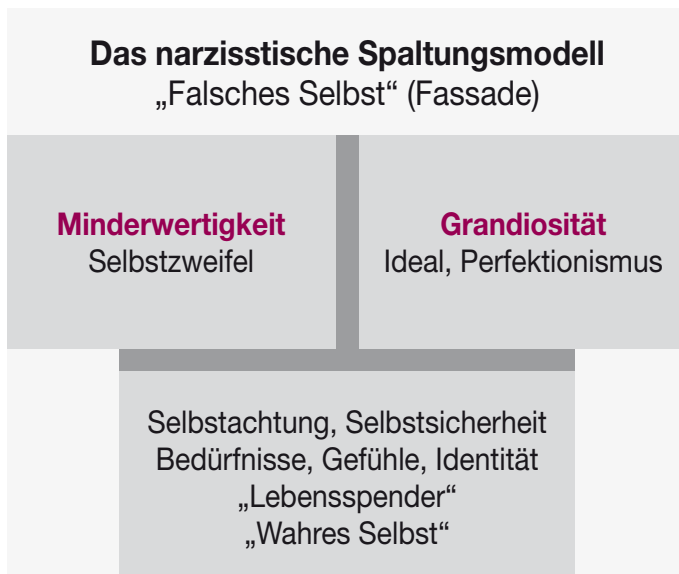 Das narzisstische Spaltungsmodell
„Falsches Selbst“ (Fassade)
Minderwertigkeit
Selbstzweifel
Grandiosität
Ideal, Perfektionismus
Selbstachtung, Selbstsicherheit
Bedürfnisse, Gefühle, Identität
„Lebensspender“
„Wahres Selbst“